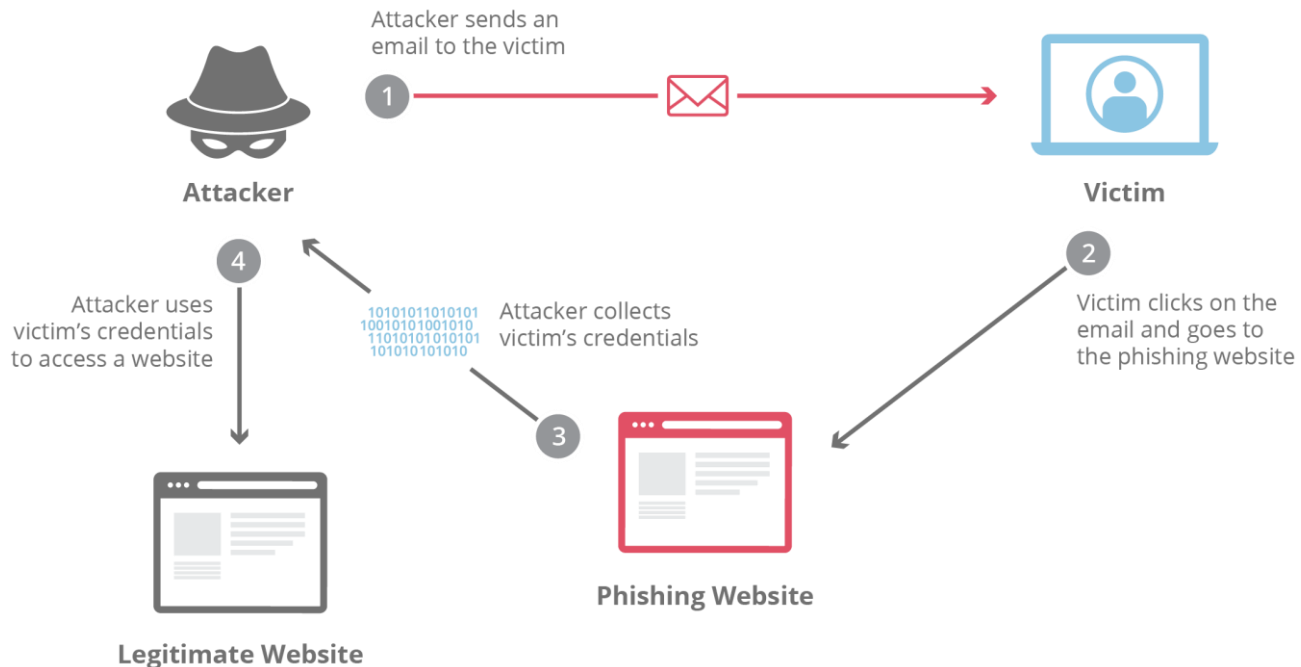 Attacker sends an
email to the victim
1
Attacker
Victim
4
2
Attacker uses
victim's credentials
to access a website
10101011010101
10010101001010
11010101010101
101010101010
Attacker collects
victim's credentials
Victim clicks on the
email and goes to
the phishing website
3
Phishing Website
Legitimate Website